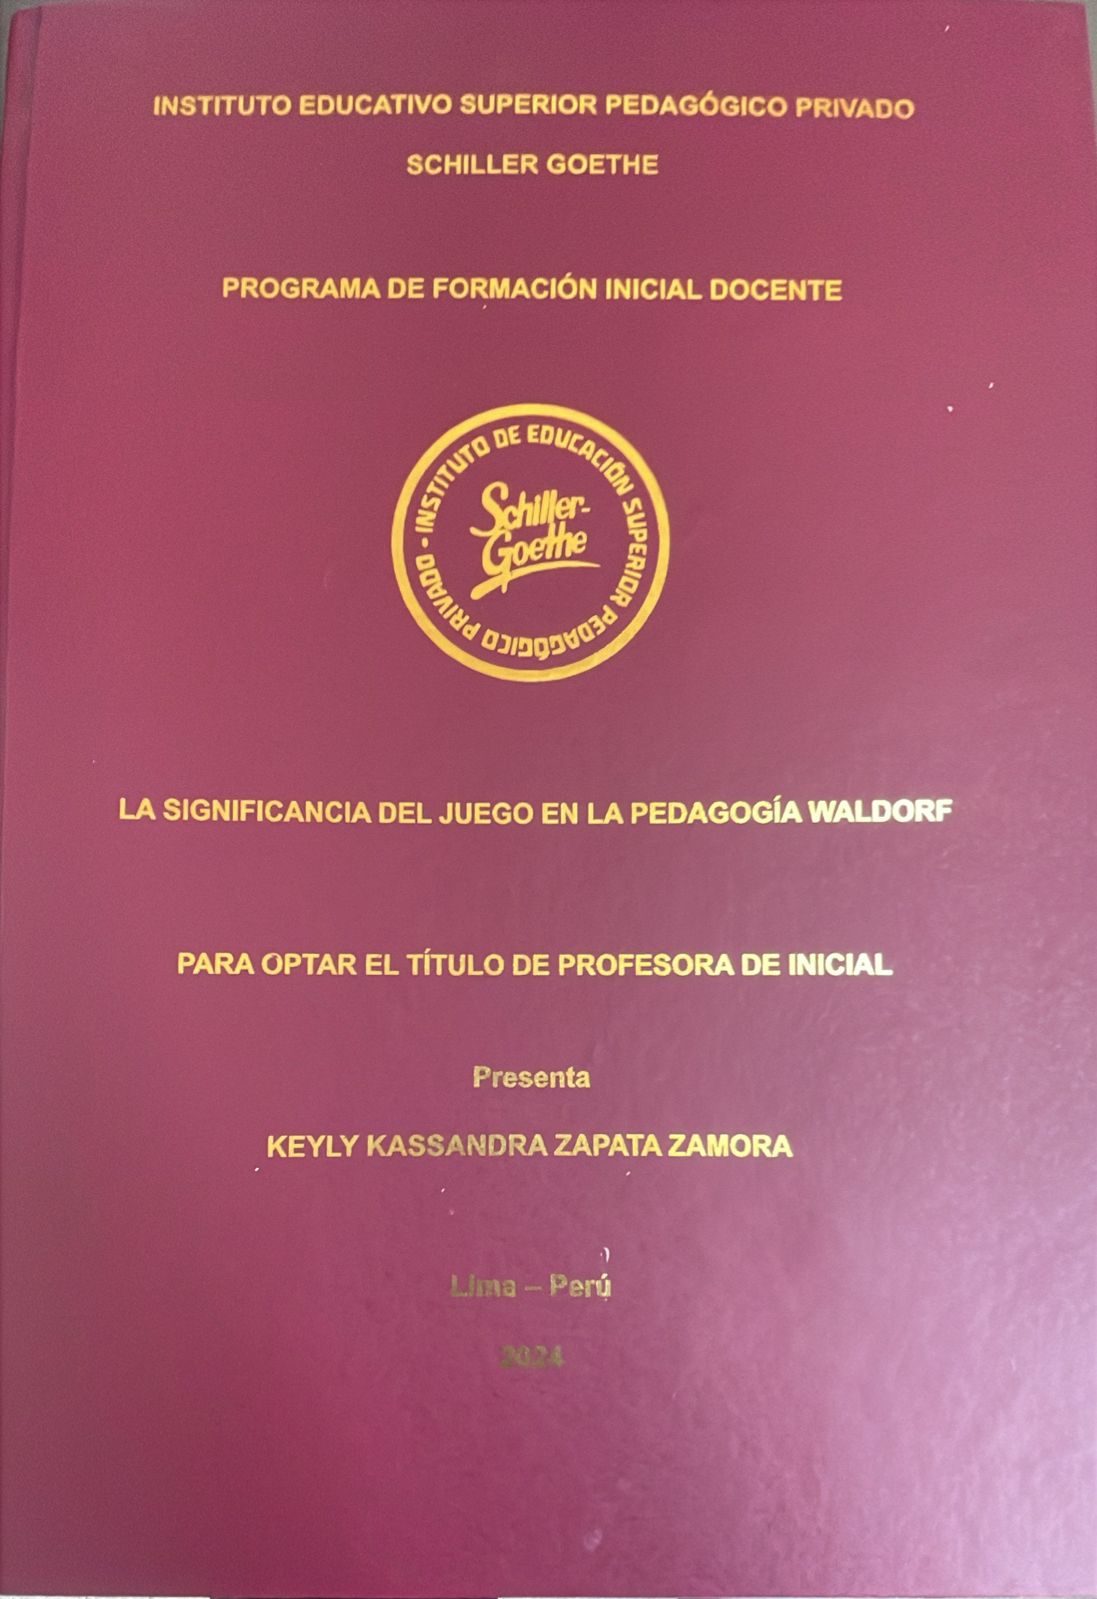 INSTITUTO EDUCATIVO SUPERIOR PEDAGÓGICO PRIVADO
SCHILLER GOETHE
PROGRAMA DE FORMACIÓN INICIAL DOCENTE
INSTITUTO DE EDUCACIÓN SUPERIOR PEDAGÓGICO PRIVADO •
Schiller-
Goethe
LA SIGNIFICANCIA DEL JUEGO EN LA PEDAGOGÍA WALDORF
PARA OPTAR EL TÍTULO DE PROFESORA DE INICIAL
Presenta
KEYLY KASSANDRA ZAPATA ZAMORA
Lima – Perú
2024